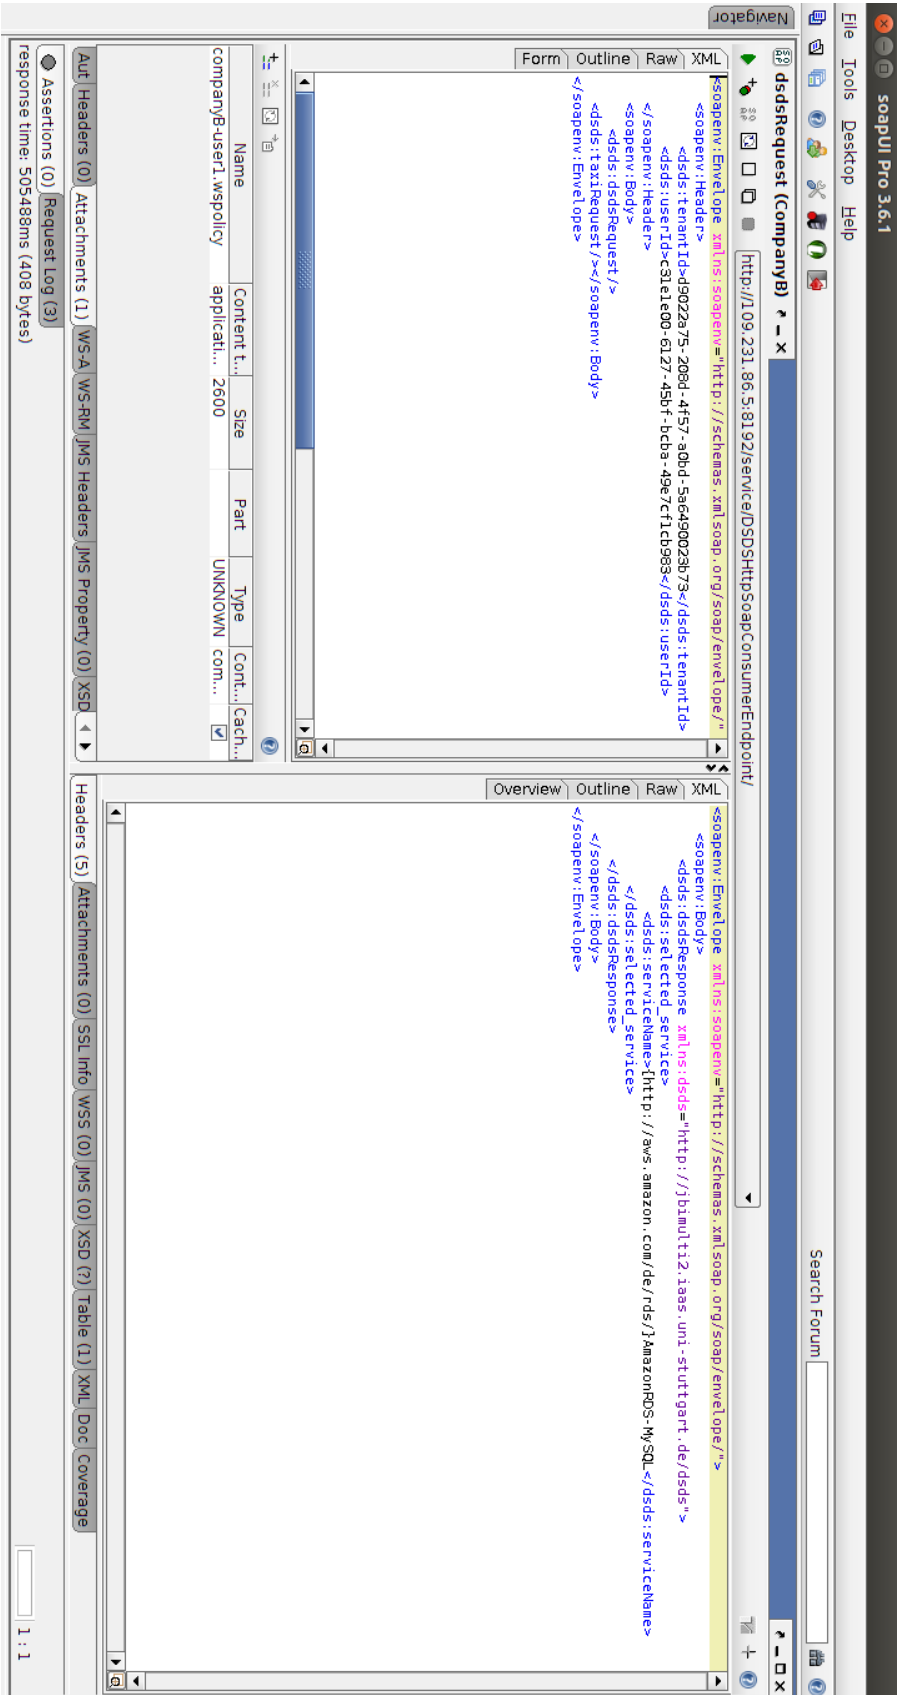 soapUI Pro 3.6.1
File Tools Desktop Help
Search Forum
Navigator
dsdsRequest (CompanyB)
http://109.231.86.5:8192/service/DSDSHttpSoapConsumerEndpoint/
XML Raw Outline Form
<soapenv:Envelope xmlns:soapenv="http://schemas.xmlsoap.org/soap/envelope/"
<soapenv:Header>
<dsds:tenantId>d9022a75-208d-4f57-a0bd-5a6490023b73</dsds:tenantId>
<dsds:userId>c31e1e00-6127-45bf-bcba-49e7cf1cb983</dsds:userId>
</soapenv:Header>
<soapenv:Body>
<dsds:dsdsRequest/>
<dsds:taxiRequest/></soapenv:Body>
</soapenv:Envelope>
Name Content t... Size Part Type Cont... Cach...
companyB-user1.wspolicy applicati... 2600 UNKNOWN com...
Aut Headers (0) Attachments (1) WS-A WS-RM JMS Headers JMS Property (0) XSD
XML Raw Outline Overview
<soapenv:Envelope xmlns:soapenv="http://schemas.xmlsoap.org/soap/envelope/">
<soapenv:Body>
<dsds:dsdsResponse xmlns:dsds="http://jbimulti2.iaas.uni-stuttgart.de/dsds">
<dsds:selected_service>
<dsds:serviceName>{http://aws.amazon.com/de/rds/}AmazonRDS-MySQL</dsds:serviceName>
</dsds:selected_service>
</dsds:dsdsResponse>
</soapenv:Body>
</soapenv:Envelope>
Headers (5) Attachments (0) SSL Info WSS (0) JMS (0) XSD (?) Table (1) XML Doc Coverage
Assertions (0) Request Log (3)
response time: 505488ms (408 bytes)
1 : 1